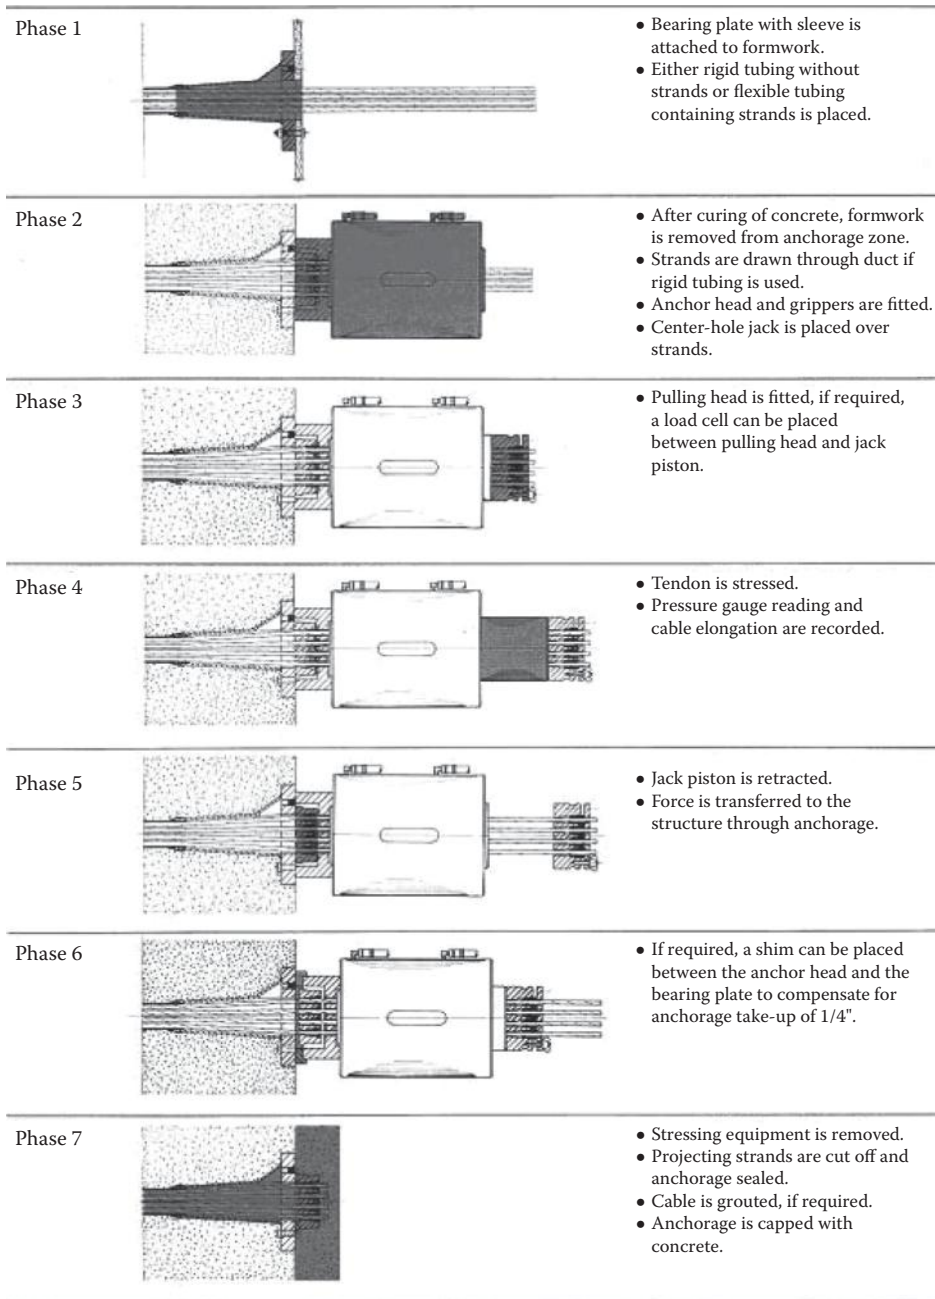 Phase 1
• Bearing plate with sleeve is
attached to formwork.
• Either rigid tubing without
strands or flexible tubing
containing strands is placed.
Phase 2
• After curing of concrete, formwork
is removed from anchorage zone.
• Strands are drawn through duct if
rigid tubing is used.
• Anchor head and grippers are fitted.
• Center-hole jack is placed over
strands.
Phase 3
• Pulling head is fitted, if required,
a load cell can be placed
between pulling head and jack
piston.
Phase 4
• Tendon is stressed.
• Pressure gauge reading and
cable elongation are recorded.
Phase 5
• Jack piston is retracted.
• Force is transferred to the
structure through anchorage.
Phase 6
• If required, a shim can be placed
between the anchor head and the
bearing plate to compensate for
anchorage take-up of 1/4".
Phase 7
• Stressing equipment is removed.
• Projecting strands are cut off and
anchorage sealed.
• Cable is grouted, if required.
• Anchorage is capped with
concrete.